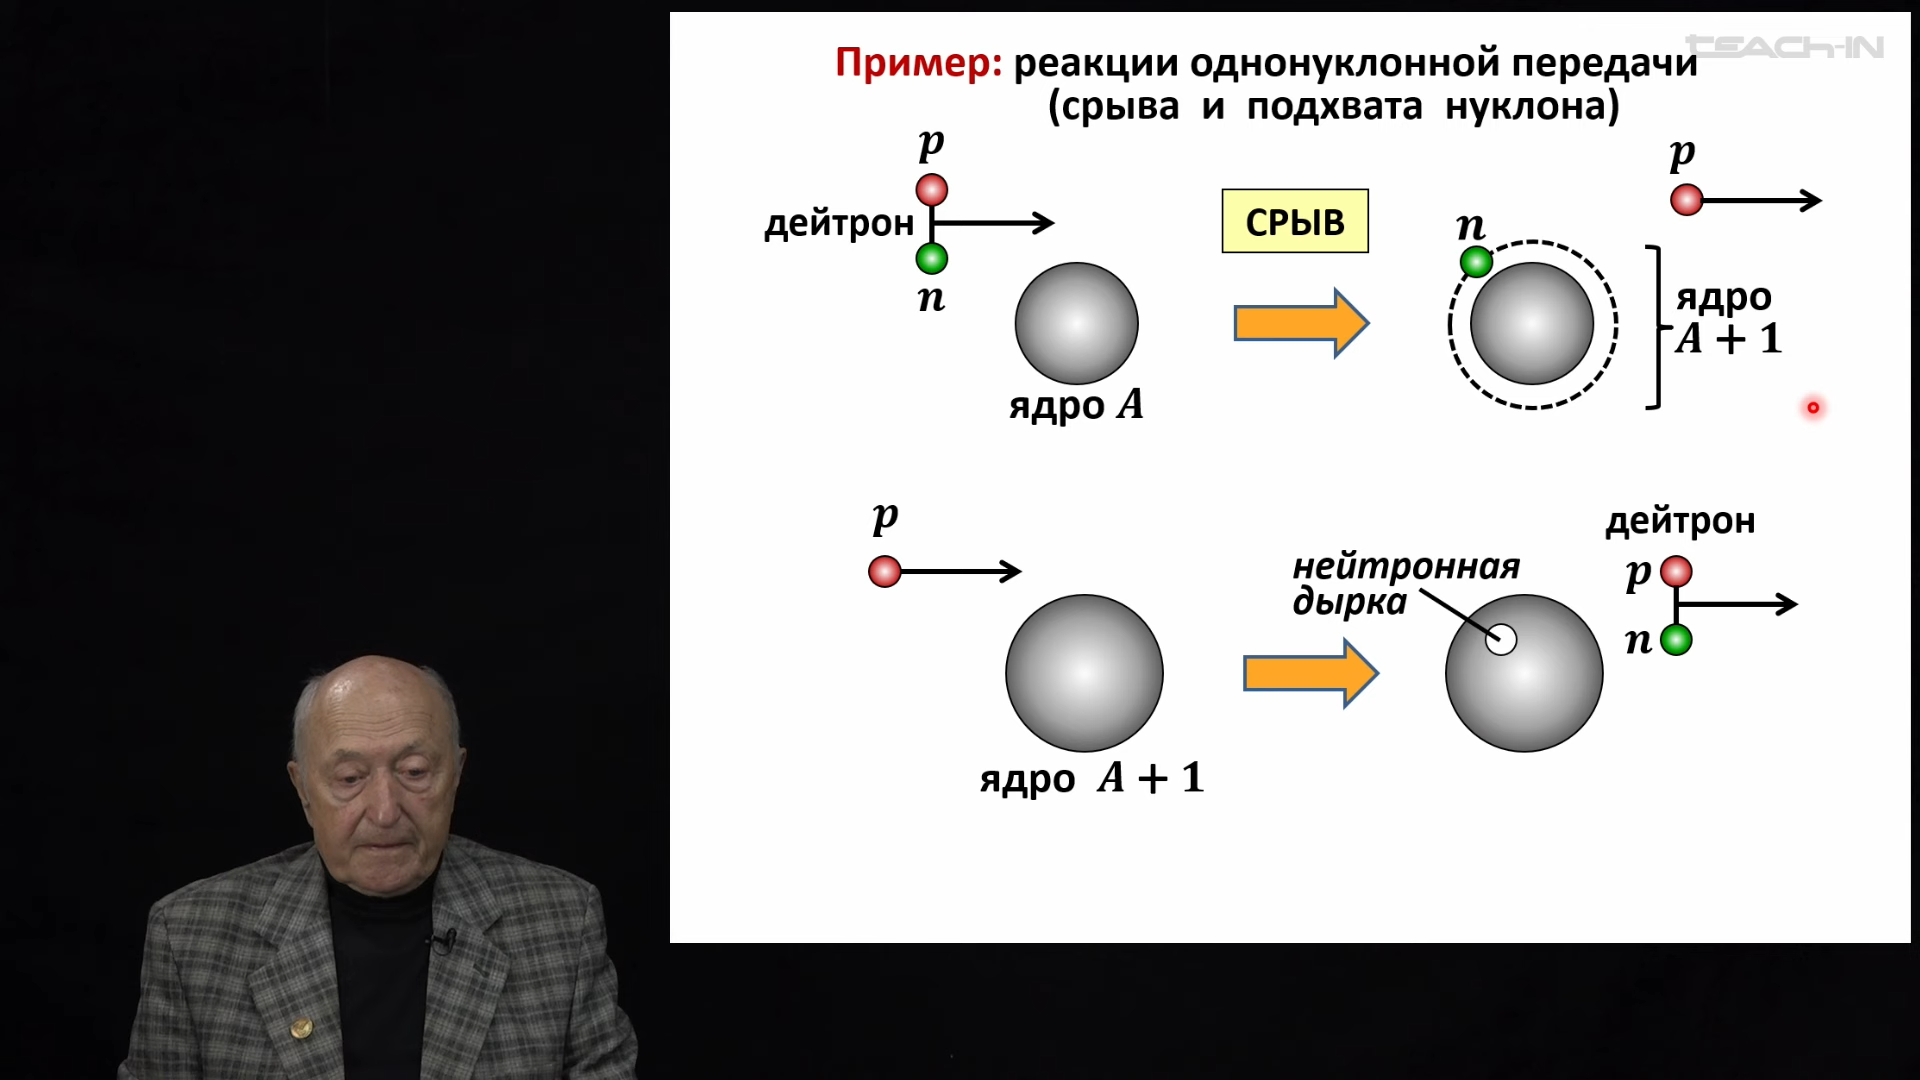 TEACH-IN
Пример: реакции однонуклонной передачи
(срыва и подхвата нуклона)
p
дейтрон
n
ядро A
СРЫВ
p
n
ядро
A + 1
p
ядро A + 1
нейтронная
дырка
дейтрон
p
n